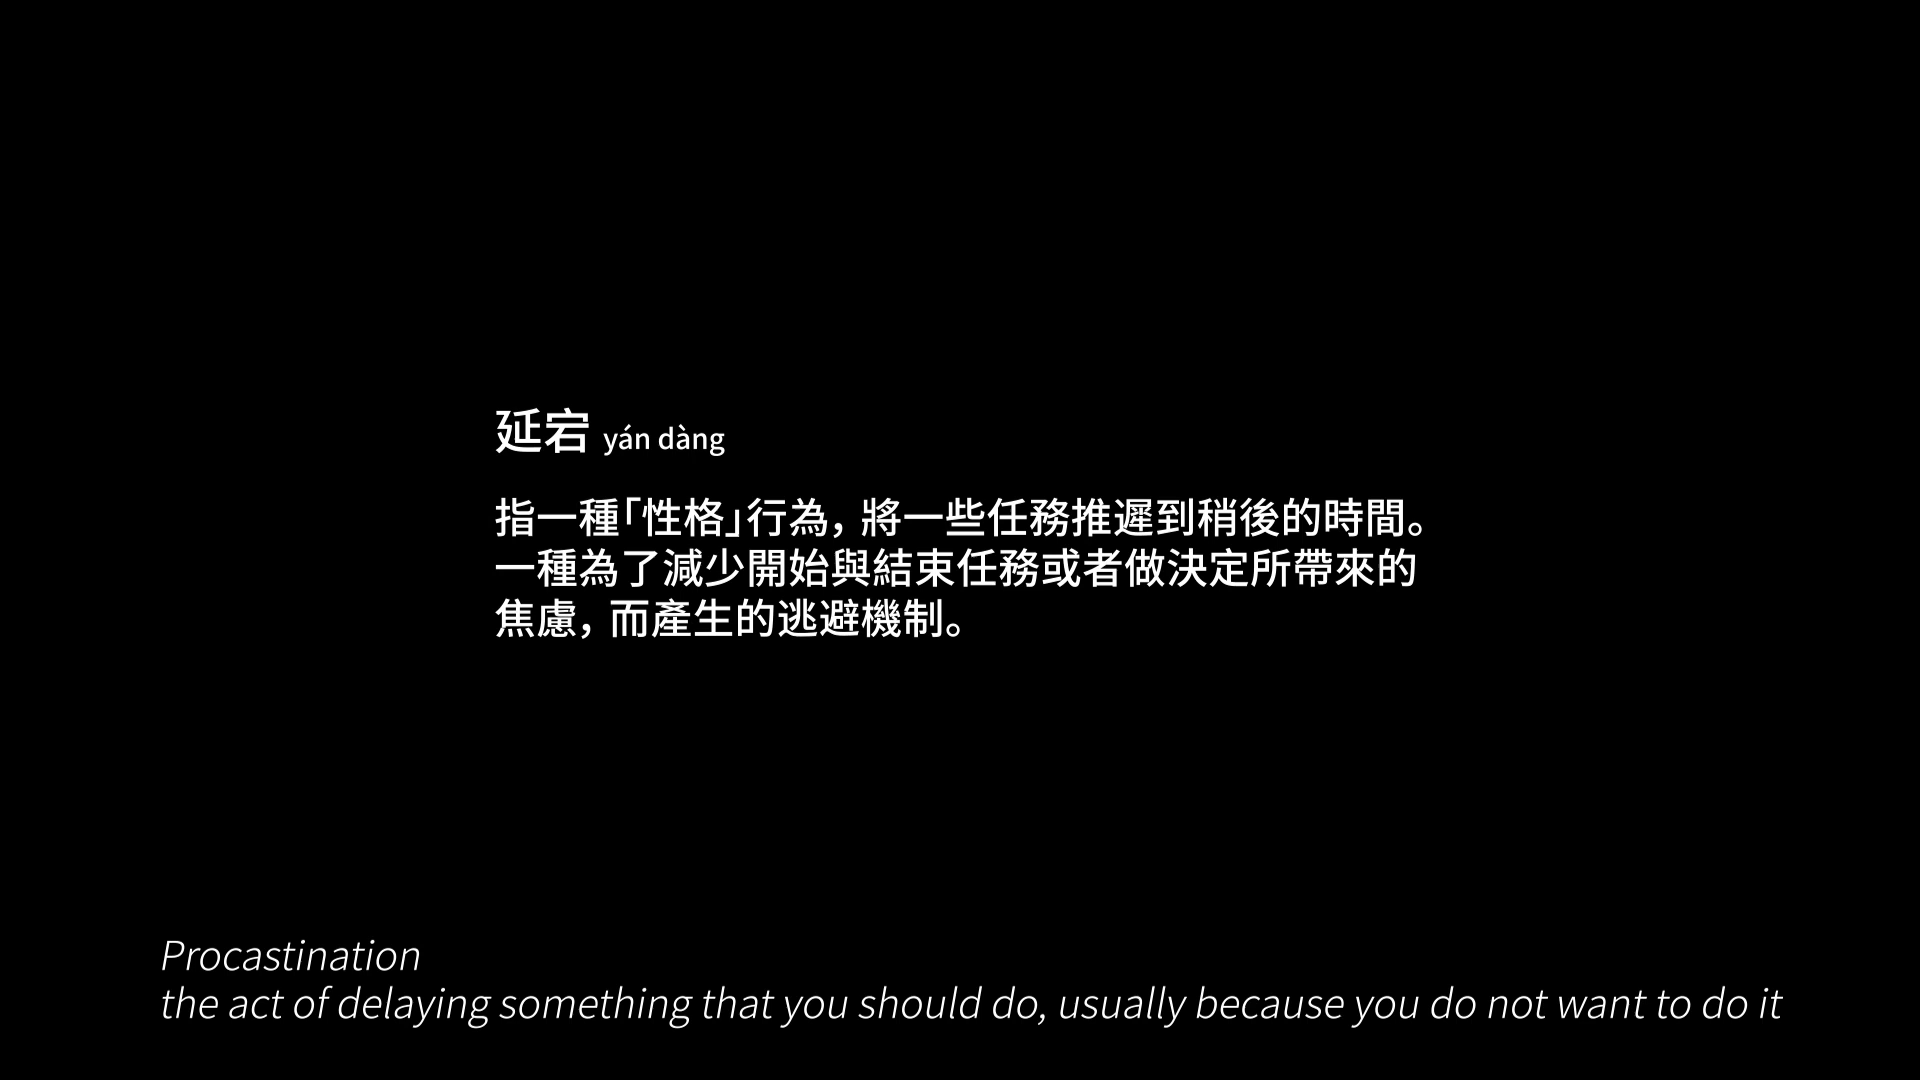 延宕 yán dàng
指一種「性格」行為，將一些任務推遲到稍後的時間。
一種為了減少開始與結束任務或者做決定所帶來的
焦慮，而產生的逃避機制。
Procastination
the act of delaying something that you should do, usually because you do not want to do it